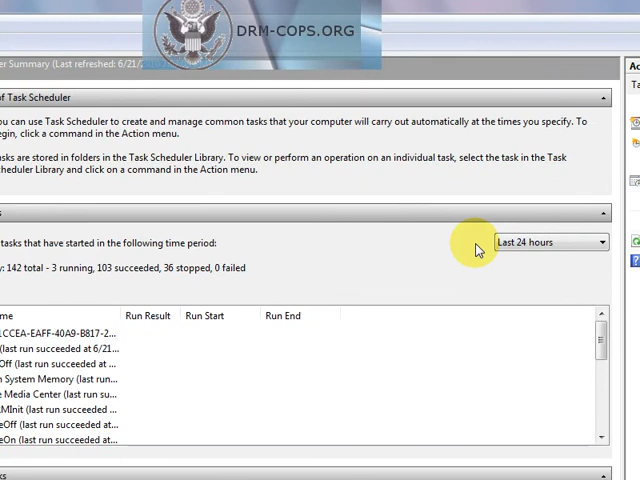 DRM-COPS.ORG
er Summary (Last refreshed: 6/21/
Ac
of Task Scheduler
Ta
ou can use Task Scheduler to create and manage common tasks that your computer will carry out automatically at the times you specify. To
egin, click a command in the Action menu.
asks are stored in folders in the Task Scheduler Library. To view or perform an operation on an individual task, select the task in the Task
cheduler Library and click on a command in the Action menu.
s
tasks that have started in the following time period:
Last 24 hours
y: 142 total - 3 running, 103 succeeded, 36 stopped, 0 failed
me Run Result Run Start Run End
1CCEA-EAFF-40A9-B817-2...
(last run succeeded at 6/21...
Off (last run succeeded at ...
n System Memory (last run...
e Media Center (last run su...
MInit (last run succeeded ...
eOff (last run succeeded at ...
eOn (last run succeeded at ...
ks